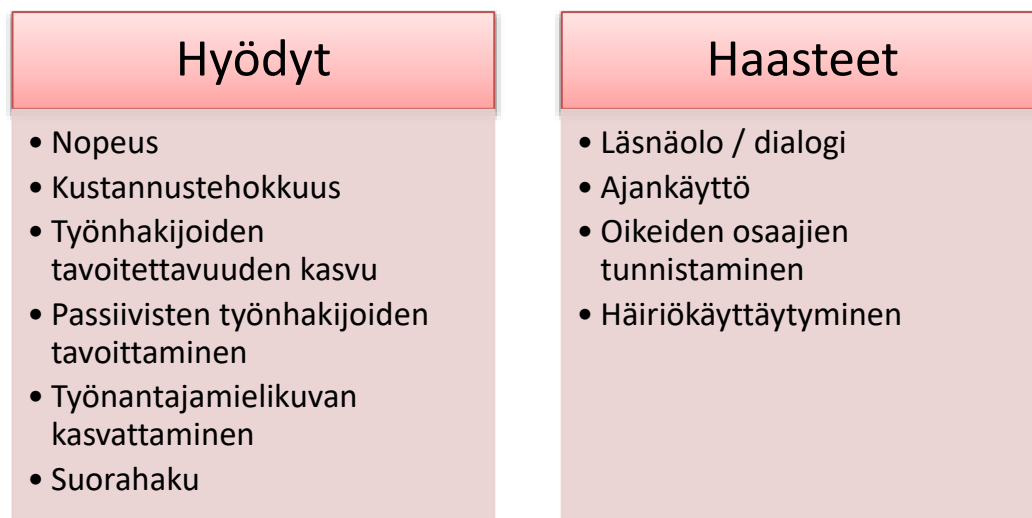 Hyödyt
• Nopeus
• Kustannustehokkuus
• Työnhakijoiden
tavoitettavuuden kasvu
• Passiivisten työnhakijoiden
tavoittaminen
• Työnantajamielikuvan
kasvattaminen
• Suorahaku
Haasteet
• Läsnäolo / dialogi
• Ajankäyttö
• Oikeiden osaajien
tunnistaminen
• Häiriökäyttäytyminen